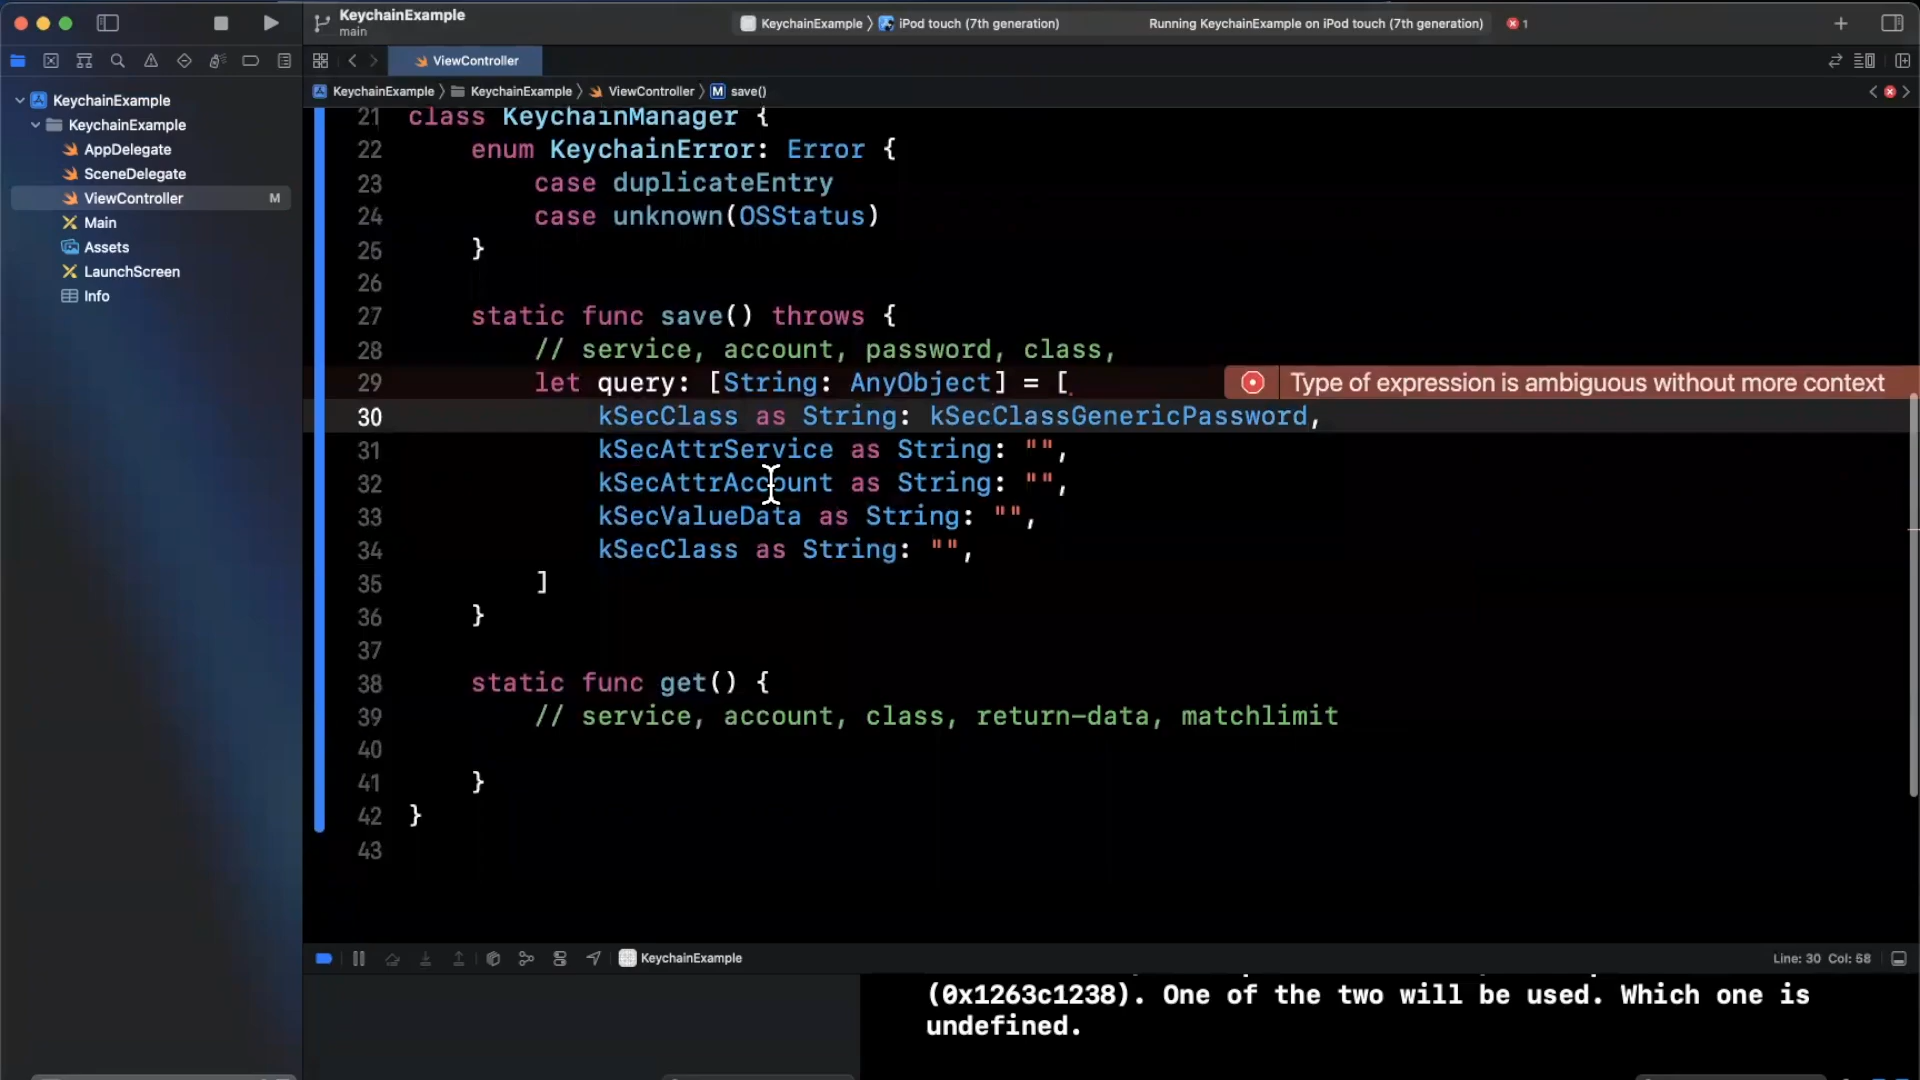 KeychainExample
main
KeychainExample 〉 iPod touch (7th generation)
Running KeychainExample on iPod touch (7th generation)
1
ViewController
KeychainExample 〉 KeychainExample 〉 ViewController 〉 M save()
KeychainExample
KeychainExample
AppDelegate
SceneDelegate
ViewController M
Main
Assets
LaunchScreen
Info
21 class KeychainManager {
22 enum KeychainError: Error {
23 case duplicateEntry
24 case unknown(OSStatus)
25 }
26
27 static func save() throws {
28 // service, account, password, class,
29 let query: [String: AnyObject] = [
Type of expression is ambiguous without more context
30 kSecClass as String: kSecClassGenericPassword,
31 kSecAttrService as String: "",
32 kSecAttrAccount as String: "",
33 kSecValueData as String: "",
34 kSecClass as String: "",
35 ]
36 }
37
38 static func get() {
39 // service, account, class, return-data, matchlimit
40
41 }
42 }
43
KeychainExample
Line: 30 Col: 58
(0x1263c1238). One of the two will be used. Which one is
undefined.